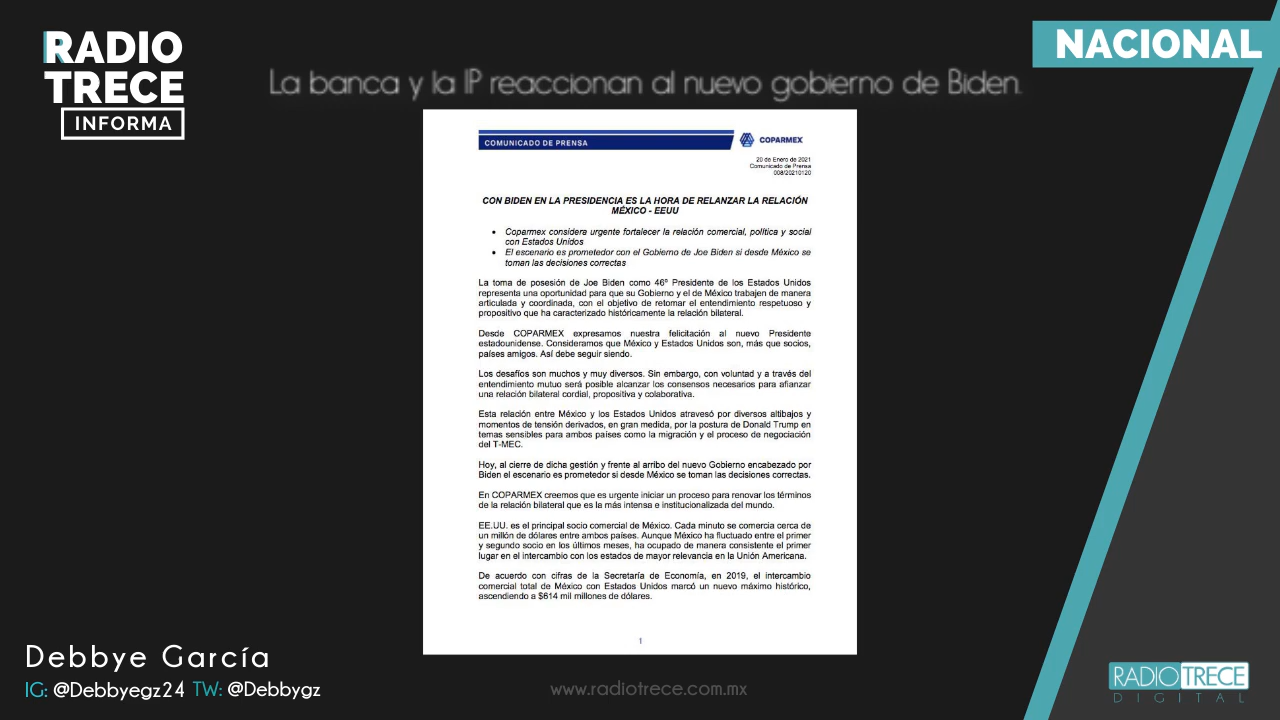 RADIO
TRECE
INFORMA
NACIONAL
La banca y la IP reaccionan al nuevo gobierno de Biden.
COMUNICADO DE PRENSA
COPARMEX
20 de Enero de 2021
Comunicado de Prensa
008/20210120
CON BIDEN EN LA PRESIDENCIA ES LA HORA DE RELANZAR LA RELACIÓN
MÉXICO - EEUU
• Coparmex considera urgente fortalecer la relación comercial, política y social
con Estados Unidos
• El escenario es prometedor con el Gobierno de Joe Biden si desde México se
toman las decisiones correctas
La toma de posesión de Joe Biden como 46º Presidente de los Estados Unidos
representa una oportunidad para que su Gobierno y el de México trabajen de manera
articulada y coordinada, con el objetivo de retomar el entendimiento respetuoso y
propositivo que ha caracterizado históricamente la relación bilateral.
Desde COPARMEX expresamos nuestra felicitación al nuevo Presidente
estadounidense. Consideramos que México y Estados Unidos son, más que socios,
países amigos. Así debe seguir siendo.
Los desafíos son muchos y muy diversos. Sin embargo, con voluntad y a través del
entendimiento mutuo será posible alcanzar los consensos necesarios para afianzar
una relación bilateral cordial, propositiva y colaborativa.
Esta relación entre México y los Estados Unidos atravesó por diversos altibajos y
momentos de tensión derivados, en gran medida, por la postura de Donald Trump en
temas sensibles para ambos países como la migración y el proceso de negociación
del T-MEC.
Hoy, al cierre de dicha gestión y frente al arribo del nuevo Gobierno encabezado por
Biden el escenario es prometedor si desde México se toman las decisiones correctas.
En COPARMEX creemos que es urgente iniciar un proceso para renovar los términos
de la relación bilateral que es la más intensa e institucionalizada del mundo.
EE.UU. es el principal socio comercial de México. Cada minuto se comercia cerca de
un millón de dólares entre ambos países. Aunque México ha fluctuado entre el primer
y segundo socio en los últimos meses, ha ocupado de manera consistente el primer
lugar en el intercambio con los estados de mayor relevancia en la Unión Americana.
De acuerdo con cifras de la Secretaría de Economía, en 2019, el intercambio
comercial total de México con Estados Unidos marcó un nuevo máximo histórico,
ascendiendo a $614 mil millones de dólares.
1
Debbye García
IG: @Debbyegz24 TW: @Debbygz
www.radiotrece.com.mx
RADIO TRECE
DIGITAL